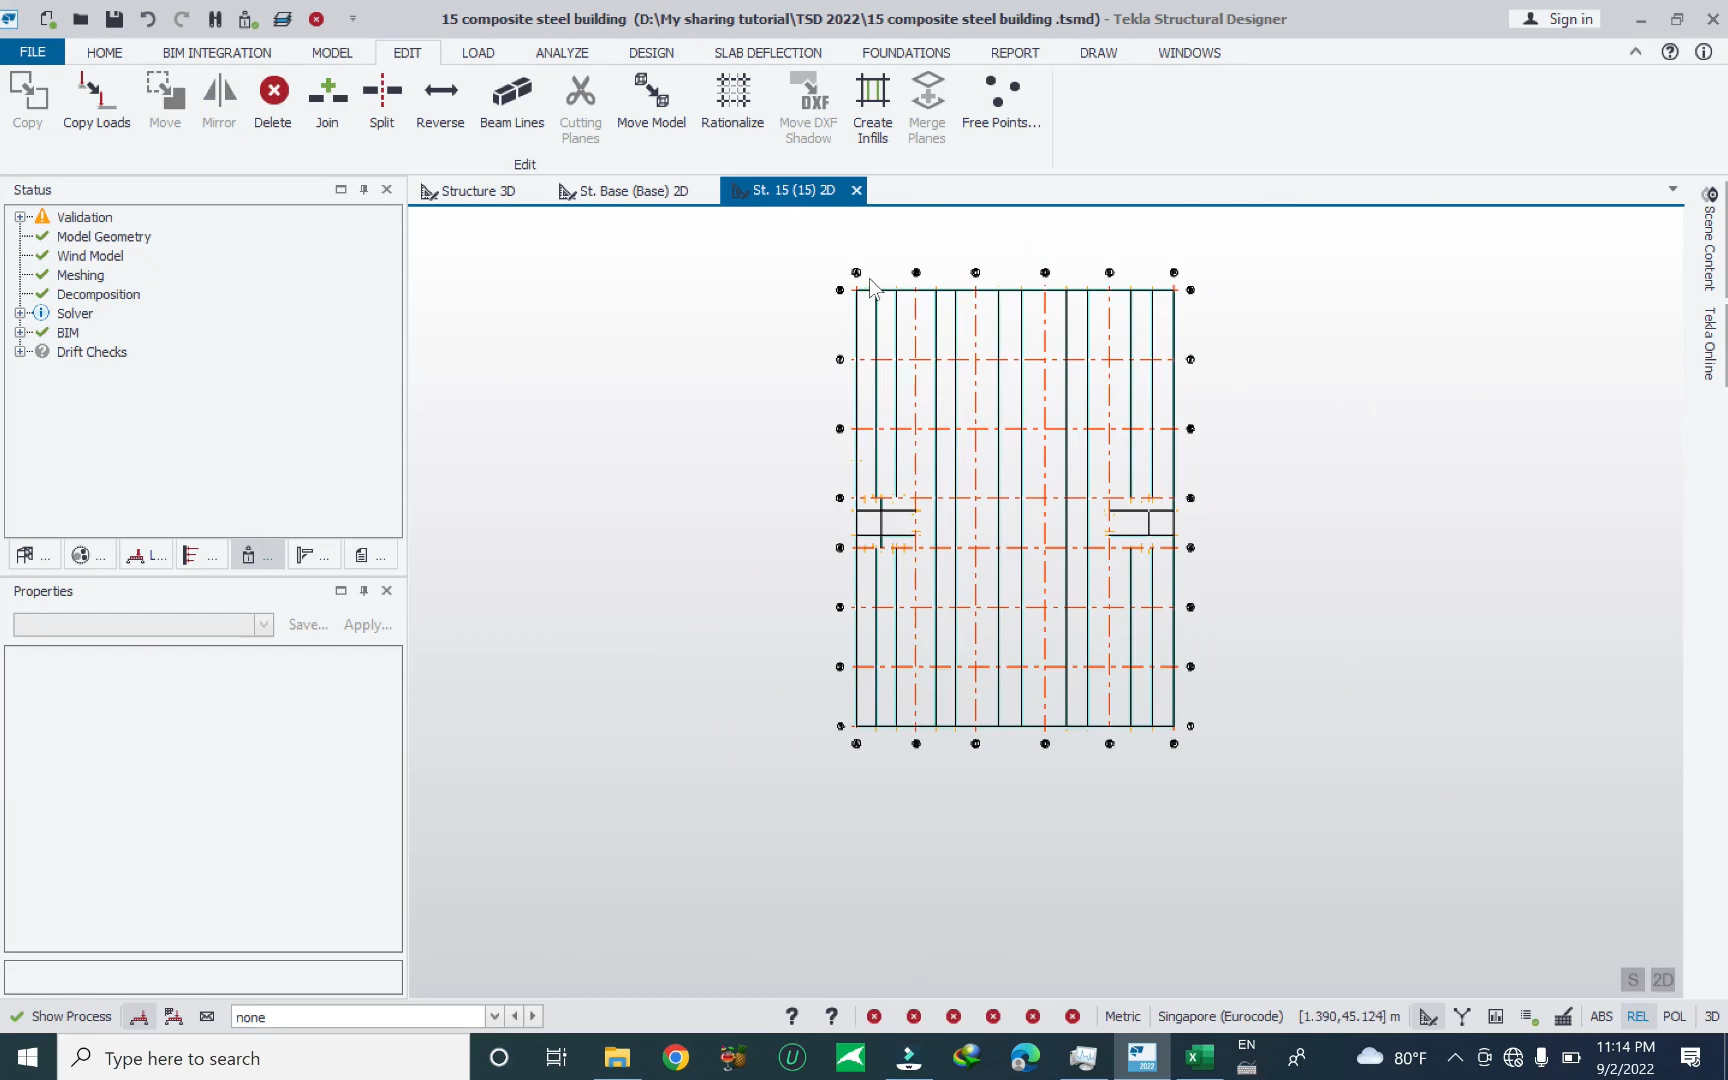 15 composite steel building  (D:\My sharing tutorial\TSD 2022\15 composite steel building .tsmd) - Tekla Structural Designer
Sign in
FILE HOME BIM INTEGRATION MODEL EDIT LOAD ANALYZE DESIGN SLAB DEFLECTION FOUNDATIONS REPORT DRAW WINDOWS
Copy Copy Loads Move Mirror Delete Join Split Reverse Beam Lines Cutting Planes Move Model Rationalize Move DXF Shadow Create Infills Merge Planes Free Points...
DXF
Edit
Status
Structure 3D
St. Base (Base) 2D
St. 15 (15) 2D
Validation
Model Geometry
Wind Model
Meshing
Decomposition
Solver
BIM
Drift Checks
... ... L... ... ... ... ...
Properties
Save... Apply...
Scene Content
Tekla Online
S 2D
Show Process none Metric Singapore (Eurocode) [1.390,45.124] m ABS REL POL 3D
Type here to search
2022
EN
80°F
11:14 PM
9/2/2022